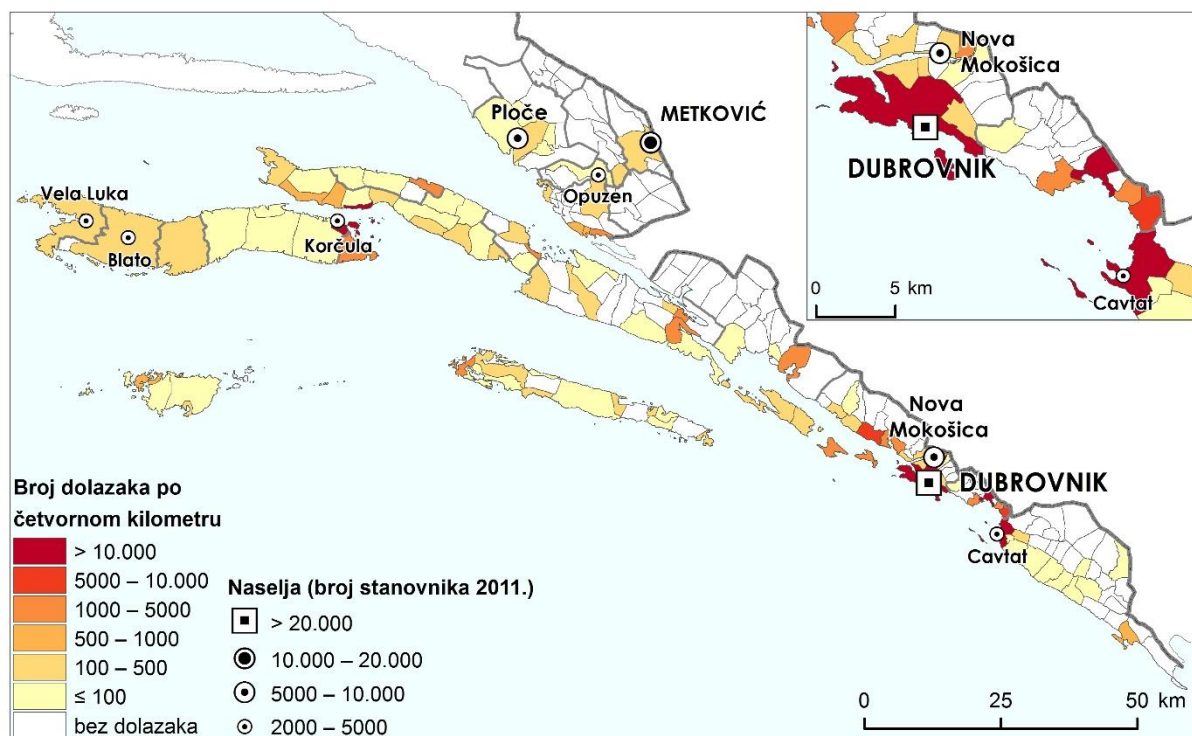 Ploče
METKOVIĆ
Opuzen
Vela Luka
Blato
Korčula
Nova
Mokošica
DUBROVNIK
Cavtat
Nova
Mokošica
DUBROVNIK
Cavtat
0 5 km
Broj dolazaka po
četvornom kilometru
> 10.000
5000 – 10.000
1000 – 5000
500 – 1000
100 – 500
≤ 100
bez dolazaka
Naselja (broj stanovnika 2011.)
> 20.000
10.000 – 20.000
5000 – 10.000
2000 – 5000
0 25 50 km